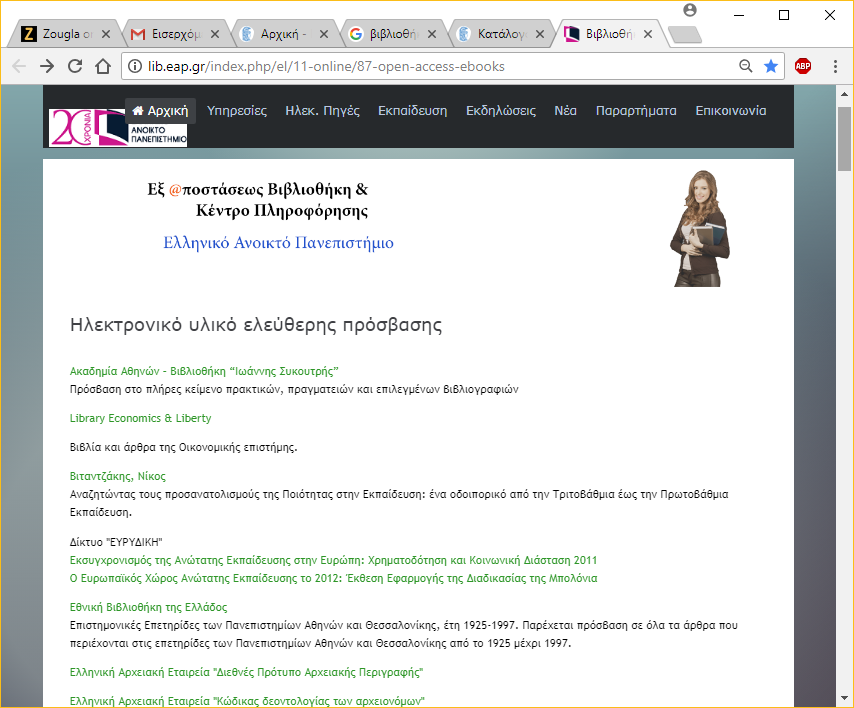 Zougla on
Εισερχόμ
Αρχική -
βιβλιοθή
Κατάλογ
Βιβλιοθή
lib.eap.gr/index.php/el/11-online/87-open-access-ebooks
ABP
20 ΧΡΟΝΙΑ
ΑΝΟΙΚΤΟ
ΠΑΝΕΠΙΣΤΗΜΙΟ
Αρχική Υπηρεσίες Ηλεκ. Πηγές Εκπαίδευση Εκδηλώσεις Νέα Παραρτήματα Επικοινωνία
Εξ @ποστάσεως Βιβλιοθήκη &
Κέντρο Πληροφόρησης
Ελληνικό Ανοικτό Πανεπιστήμιο
Ηλεκτρονικό υλικό ελεύθερης πρόσβασης
Ακαδημία Αθηνών – Βιβλιοθήκη “Ιωάννης Συκουτρής”
Πρόσβαση στο πλήρες κείμενο πρακτικών, πραγματειών και επιλεγμένων βιβλιογραφιών
Library Economics & Liberty
Βιβλία και άρθρα της Οικονομικής επιστήμης.
Βιταντζάκης, Νίκος
Αναζητώντας τους προσανατολισμούς της Ποιότητας στην Εκπαίδευση: ένα οδοιπορικό από την Τριτοβάθμια έως την Πρωτοβάθμια
Εκπαίδευση.
Δίκτυο "ΕΥΡΥΔΙΚΗ"
Εκσυγχρονισμός της Ανώτατης Εκπαίδευσης στην Ευρώπη: Χρηματοδότηση και Κοινωνική Διάσταση 2011
Ο Ευρωπαϊκός Χώρος Ανώτατης Εκπαίδευσης το 2012: Έκθεση Εφαρμογής της Διαδικασίας της Μπολόνια
Εθνική Βιβλιοθήκη της Ελλάδος
Επιστημονικές Επετηρίδες των Πανεπιστημίων Αθηνών και Θεσσαλονίκης, έτη 1925-1997. Παρέχεται πρόσβαση σε όλα τα άρθρα που
περιέχονται στις επετηρίδες των Πανεπιστημίων Αθηνών και Θεσσαλονίκης από το 1925 μέχρι 1997.
Ελληνική Αρχειακή Εταιρεία "Διεθνές Πρότυπο Αρχειακής Περιγραφής"
Ελληνική Αρχειακή Εταιρεία "Κώδικας δεοντολογίας των αρχειονόμων"